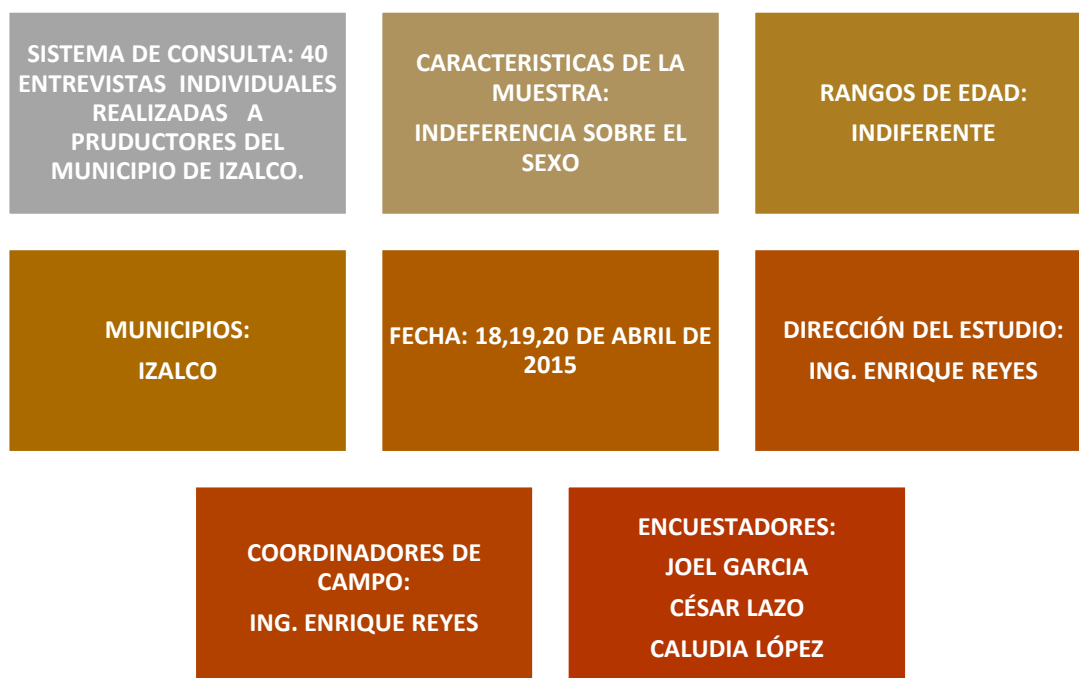 SISTEMA DE CONSULTA: 40
ENTREVISTAS INDIVIDUALES
REALIZADAS A
PRUDUCTORES DEL
MUNICIPIO DE IZALCO.
CARACTERISTICAS DE LA
MUESTRA:
INDEFERENCIA SOBRE EL
SEXO
RANGOS DE EDAD:
INDIFERENTE
MUNICIPIOS:
IZALCO
FECHA: 18,19,20 DE ABRIL DE
2015
DIRECCIÓN DEL ESTUDIO:
ING. ENRIQUE REYES
COORDINADORES DE
CAMPO:
ING. ENRIQUE REYES
ENCUESTADORES:
JOEL GARCIA
CÉSAR LAZO
CALUDIA LÓPEZ